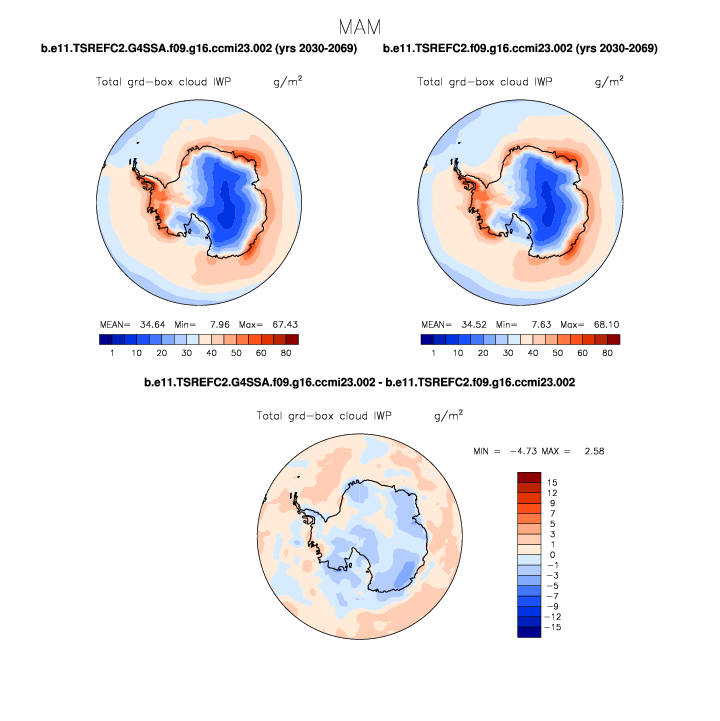 MAM
b.e11.TSREFC2.G4SSA.f09.g16.ccmi23.002 (yrs 2030-2069) b.e11.TSREFC2.f09.g16.ccmi23.002 (yrs 2030-2069)
Total grd-box cloud IWP g/m² Total grd-box cloud IWP g/m²
MEAN= 34.64 Min= 7.96 Max= 67.43 MEAN= 34.52 Min= 7.63 Max= 68.10
1 10 20 30 40 50 60 80 1 10 20 30 40 50 60 80
b.e11.TSREFC2.G4SSA.f09.g16.ccmi23.002 - b.e11.TSREFC2.f09.g16.ccmi23.002
Total grd-box cloud IWP g/m²
MIN = -4.73 MAX = 2.58
15
12
9
7
5
3
1
0
-1
-3
-5
-7
-9
-12
-15